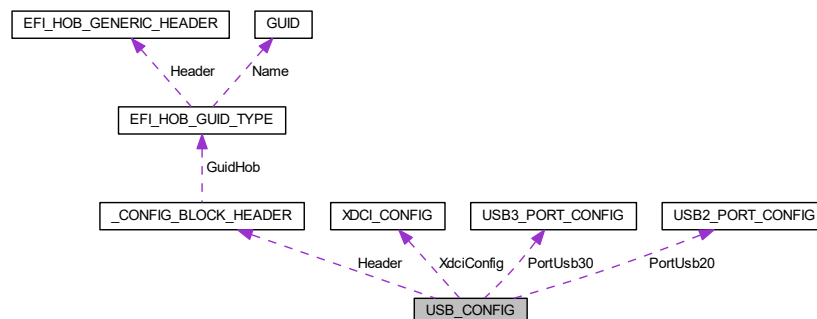 EFI_HOB_GENERIC_HEADER
GUID
Header
Name
EFI_HOB_GUID_TYPE
GuidHob
_CONFIG_BLOCK_HEADER
XDCI_CONFIG
USB3_PORT_CONFIG
USB2_PORT_CONFIG
Header
XdciConfig
PortUsb30
PortUsb20
USB_CONFIG